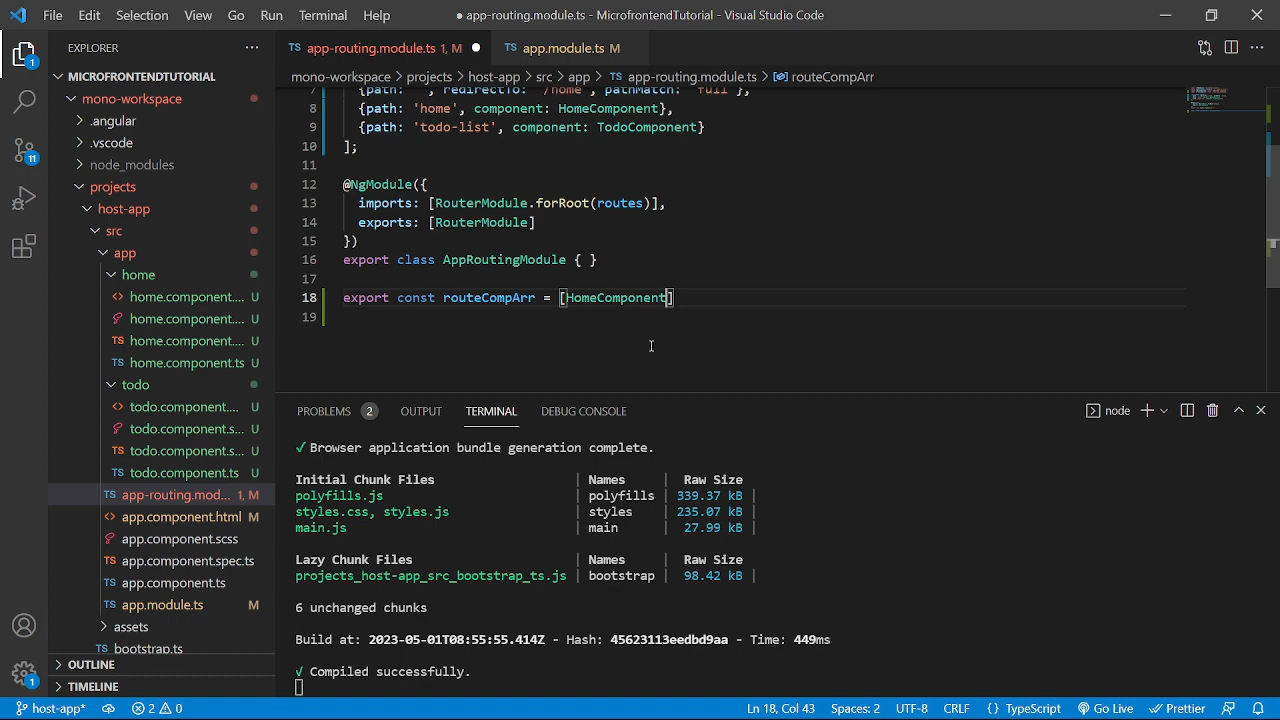 File Edit Selection View Go Run Terminal Help ● app-routing.module.ts - MicrofrontendTutorial - Visual Studio Code
EXPLORER
MICROFRONTENDTUTORIAL
mono-workspace
.angular
.vscode
node_modules
projects
host-app
src
app
home
home.component.... U
home.component.... U
home.component.... U
home.component.ts U
todo
todo.component.... U
todo.component.s... U
todo.component.s... U
todo.component.ts U
app-routing.mod... 1, M
app.component.html M
app.component.scss
app.component.spec.ts
app.component.ts
app.module.ts M
assets
bootstrap.ts
OUTLINE
TIMELINE
app-routing.module.ts 1, M ● app.module.ts M
mono-workspace > projects > host-app > src > app > app-routing.module.ts > routeCompArr
7 {path: '', redirectTo: '/home', pathMatch: 'full'},
8 {path: 'home', component: HomeComponent},
9 {path: 'todo-list', component: TodoComponent}
10 ];
11
12 @NgModule({
13 imports: [RouterModule.forRoot(routes)],
14 exports: [RouterModule]
15 })
16 export class AppRoutingModule { }
17
18 export const routeCompArr = [HomeComponent]
19
PROBLEMS 2 OUTPUT TERMINAL DEBUG CONSOLE node
√ Browser application bundle generation complete.
Initial Chunk Files | Names | Raw Size
polyfills.js | polyfills | 339.37 kB |
styles.css, styles.js | styles | 235.07 kB |
main.js | main | 27.99 kB |
Lazy Chunk Files | Names | Raw Size
projects_host-app_src_bootstrap_ts.js | bootstrap | 98.42 kB |
6 unchanged chunks
Build at: 2023-05-01T08:55:55.414Z - Hash: 45623113eedbd9aa - Time: 449ms
√ Compiled successfully.
host-app* 2 0 Ln 18, Col 43 Spaces: 2 UTF-8 CRLF {} TypeScript Go Live Prettier